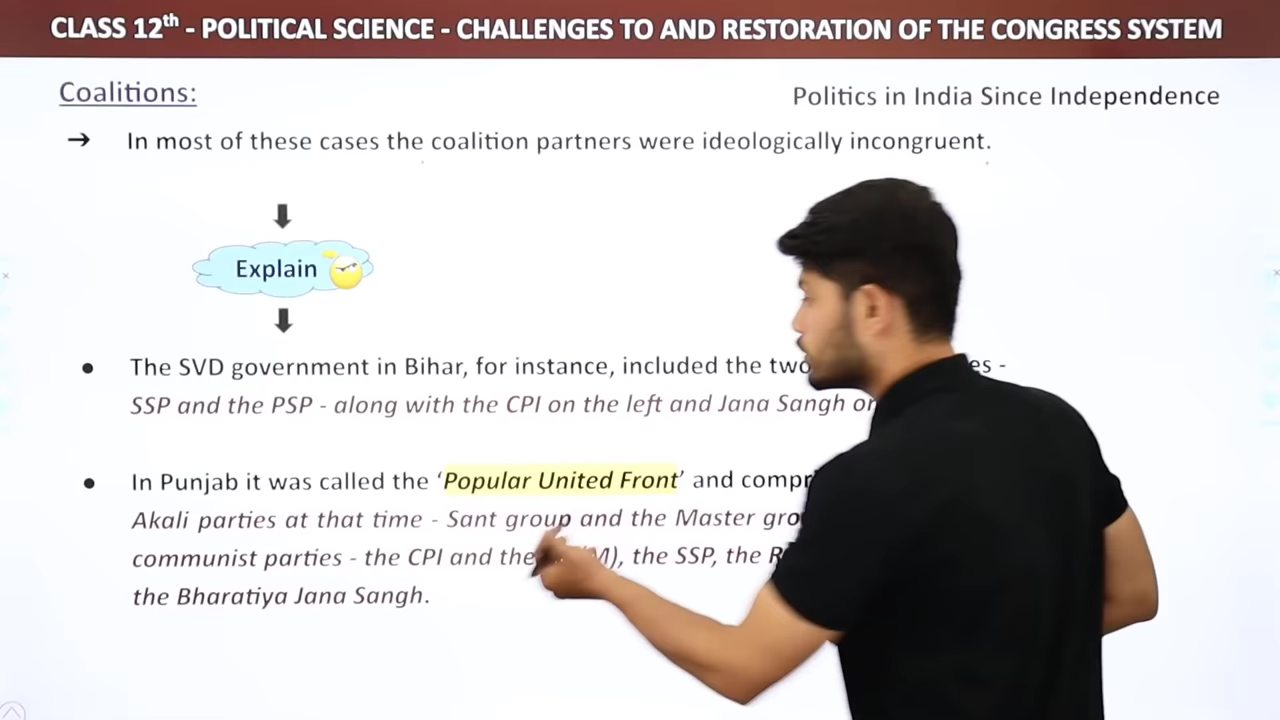 CLASS 12th - POLITICAL SCIENCE - CHALLENGES TO AND RESTORATION OF THE CONGRESS SYSTEM
Coalitions:
Politics in India Since Independence
➔ In most of these cases the coalition partners were ideologically incongruent.
Explain
● The SVD government in Bihar, for instance, included the two es -
SSP and the PSP - along with the CPI on the left and Jana Sangh
● In Punjab it was called the ‘Popular United Front’ and
Akali parties at that time - Sant group and the Master
communist parties - the CPI and the M), the SSP, the
the Bharatiya Jana Sangh.